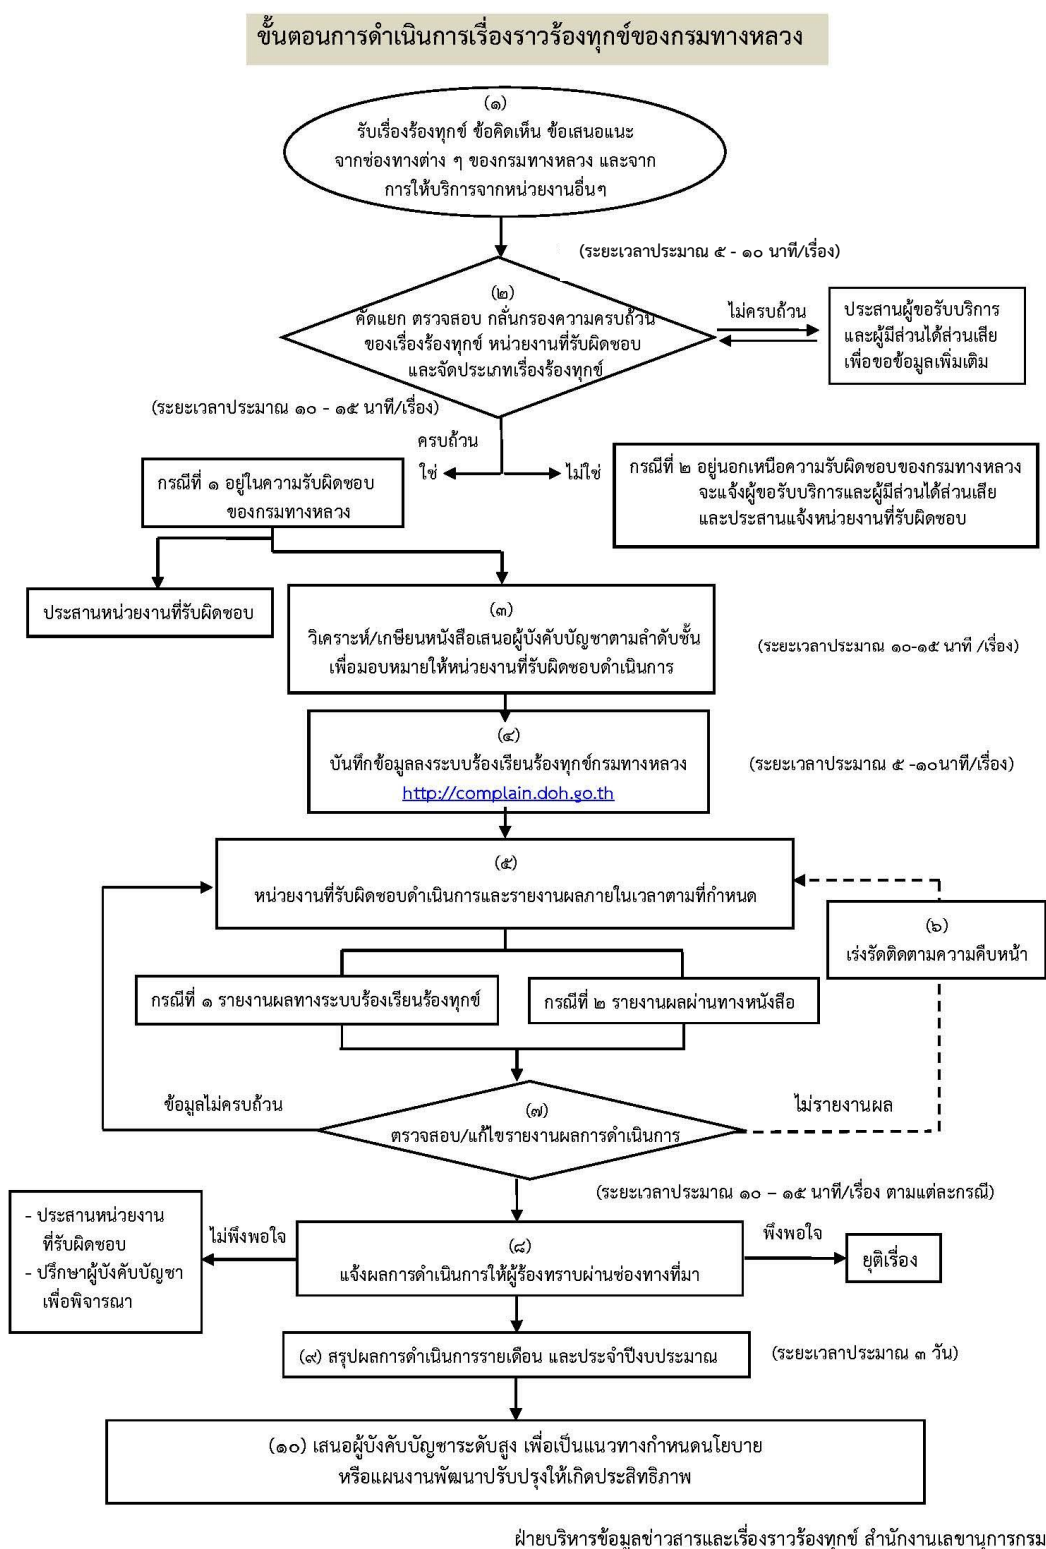 ขั้นตอนการดำเนินการเรื่องราวร้องทุกข์ของกรมทางหลวง
(๑)
รับเรื่องร้องทุกข์ ข้อคิดเห็น ข้อเสนอแนะ
จากช่องทางต่าง ๆ ของกรมทางหลวง และจาก
การให้บริการจากหน่วยงานอื่นๆ
(ระยะเวลาประมาณ ๕ - ๑๐ นาที/เรื่อง)
(๒)
คัดแยก ตรวจสอบ กลั่นกรองความครบถ้วน
ของเรื่องร้องทุกข์ หน่วยงานที่รับผิดชอบ
และจัดประเภทเรื่องร้องทุกข์
ไม่ครบถ้วน
ประสานผู้ขอรับบริการ
และผู้มีส่วนได้ส่วนเสีย
เพื่อขอข้อมูลเพิ่มเติม
(ระยะเวลาประมาณ ๑๐ - ๑๕ นาที/เรื่อง)
ครบถ้วน
ใช่
ไม่ใช่
กรณีที่ ๑ อยู่ในความรับผิดชอบ
ของกรมทางหลวง
กรณีที่ ๒ อยู่นอกเหนือความรับผิดชอบของกรมทางหลวง
จะแจ้งผู้ขอรับบริการและผู้มีส่วนได้ส่วนเสีย
และประสานแจ้งหน่วยงานที่รับผิดชอบ
ประสานหน่วยงานที่รับผิดชอบ
(๓)
วิเคราะห์/เกษียนหนังสือเสนอผู้บังคับบัญชาตามลำดับชั้น
เพื่อมอบหมายให้หน่วยงานที่รับผิดชอบดำเนินการ
(ระยะเวลาประมาณ ๑๐-๑๕ นาที /เรื่อง)
(๔)
บันทึกข้อมูลลงระบบร้องเรียนร้องทุกข์กรมทางหลวง
http://complain.doh.go.th
(ระยะเวลาประมาณ ๕ -๑๐นาที/เรื่อง)
(๕)
หน่วยงานที่รับผิดชอบดำเนินการและรายงานผลภายในเวลาตามที่กำหนด
(๖)
เร่งรัดติดตามความคืบหน้า
กรณีที่ ๑ รายงานผลทางระบบร้องเรียนร้องทุกข์
กรณีที่ ๒ รายงานผลผ่านทางหนังสือ
ข้อมูลไม่ครบถ้วน
ไม่รายงานผล
(๗)
ตรวจสอบ/แก้ไขรายงานผลการดำเนินการ
(ระยะเวลาประมาณ ๑๐ – ๑๕ นาที/เรื่อง ตามแต่ละกรณี)
- ประสานหน่วยงาน
ที่รับผิดชอบ
- ปรึกษาผู้บังคับบัญชา
เพื่อพิจารณา
ไม่พึงพอใจ
(๘)
แจ้งผลการดำเนินการให้ผู้ร้องทราบผ่านช่องทางที่มา
พึงพอใจ
ยุติเรื่อง
(๙) สรุปผลการดำเนินการรายเดือน และประจำปีงบประมาณ
(ระยะเวลาประมาณ ๓ วัน)
(๑๐) เสนอผู้บังคับบัญชาระดับสูง เพื่อเป็นแนวทางกำหนดนโยบาย
หรือแผนงานพัฒนาปรับปรุงให้เกิดประสิทธิภาพ
ฝ่ายบริหารข้อมูลข่าวสารและเรื่องราวร้องทุกข์ สำนักงานเลขานุการกรม